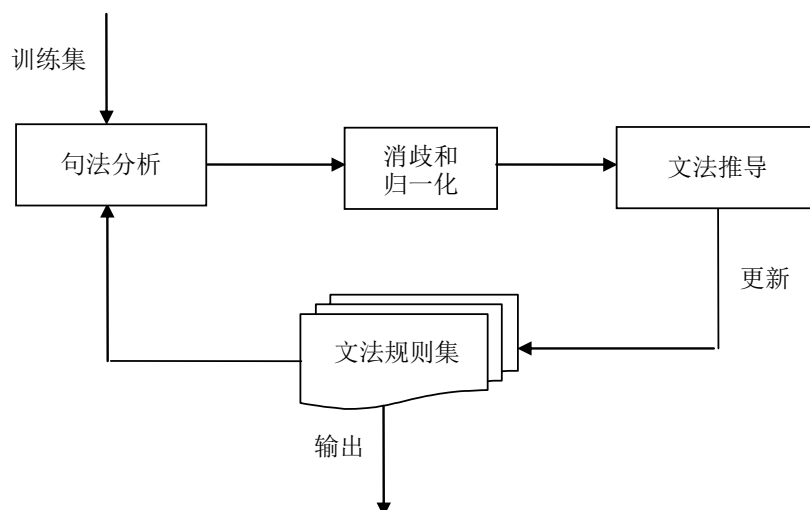 训练集
句法分析
消歧和
归一化
文法推导
更新
文法规则集
输出